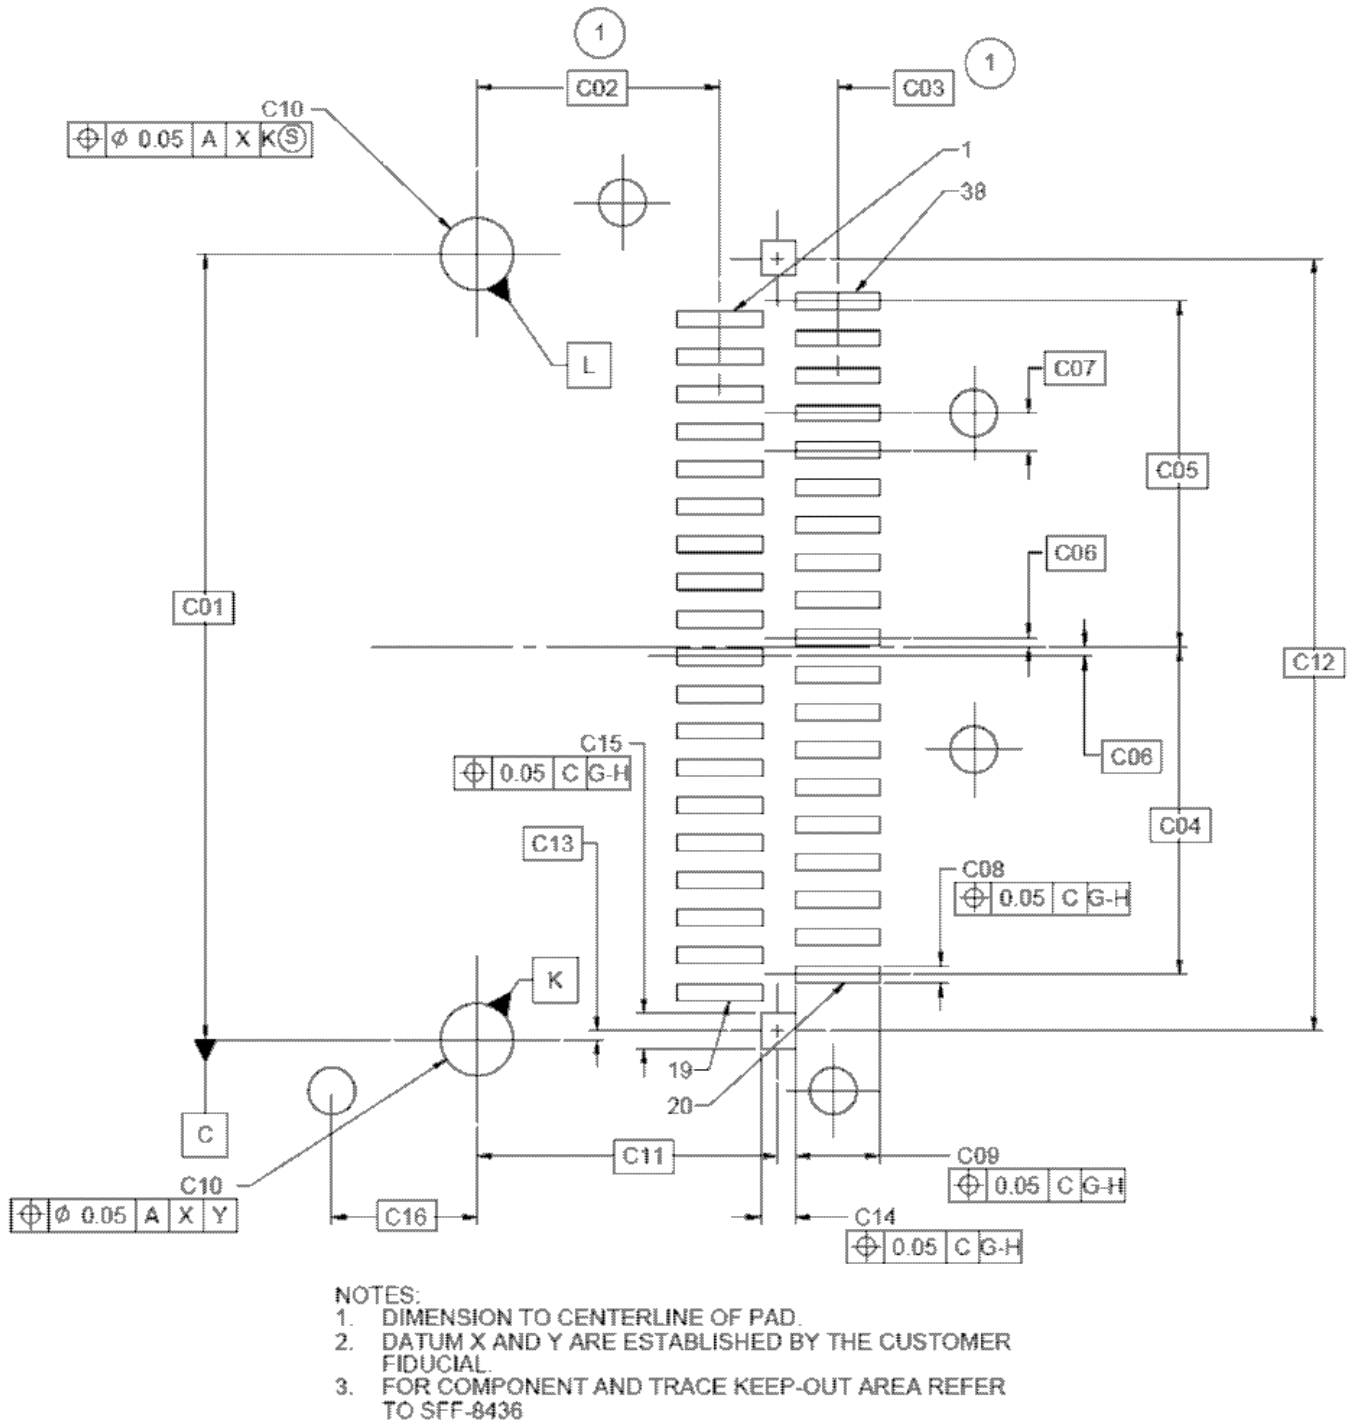 1
C02
1
C03
C10
⌖ ⌀ 0.05 A X K Ⓢ
1
38
L
C07
C05
C06
C01
C12
C15
⌖ 0.05 C G-H
C06
C13
C04
C08
⌖ 0.05 C G-H
K
19
20
C
C11
C09
⌖ 0.05 C G-H
C10
⌖ ⌀ 0.05 A X Y
C16
C14
⌖ 0.05 C G-H
NOTES:
1. DIMENSION TO CENTERLINE OF PAD.
2. DATUM X AND Y ARE ESTABLISHED BY THE CUSTOMER
FIDUCIAL.
3. FOR COMPONENT AND TRACE KEEP-OUT AREA REFER
TO SFF-8436